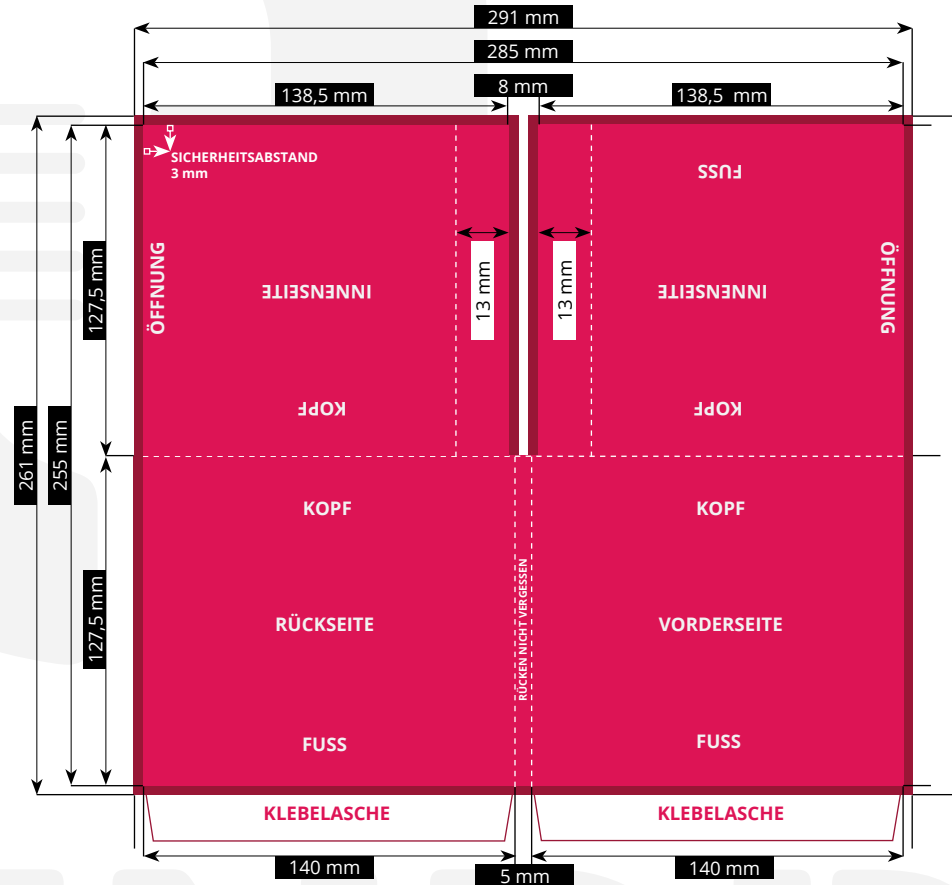 291 mm
285 mm
8 mm
138,5 mm
138,5 mm
SICHERHEITSABSTAND
3 mm
FUSS
ÖFFNUNG
ÖFFNUNG
127,5 mm
13 mm
13 mm
INNENSEITE
INNENSEITE
KOPF
KOPF
261 mm
255 mm
KOPF
KOPF
RÜCKEN NICHT VERGESSEN
127,5 mm
RÜCKSEITE
VORDERSEITE
FUSS
FUSS
KLEBELASCHE
KLEBELASCHE
140 mm
5 mm
140 mm